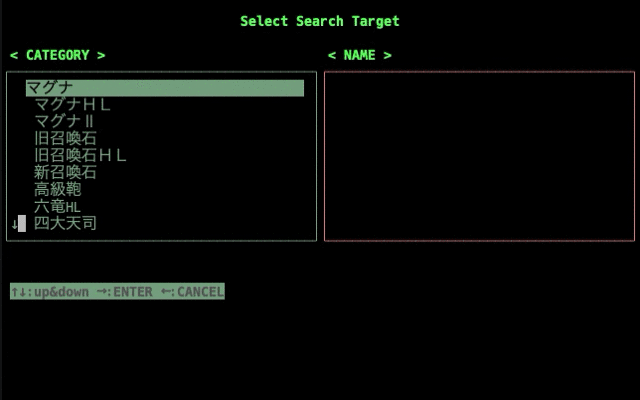 Select Search Target
< CATEGORY >
< NAME >
マグナ
マグナＨＬ
マグナⅡ
旧召喚石
旧召喚石ＨＬ
新召喚石
高級鞄
六竜HL
↓ 四大天司
↑↓:up&down →:ENTER ←:CANCEL